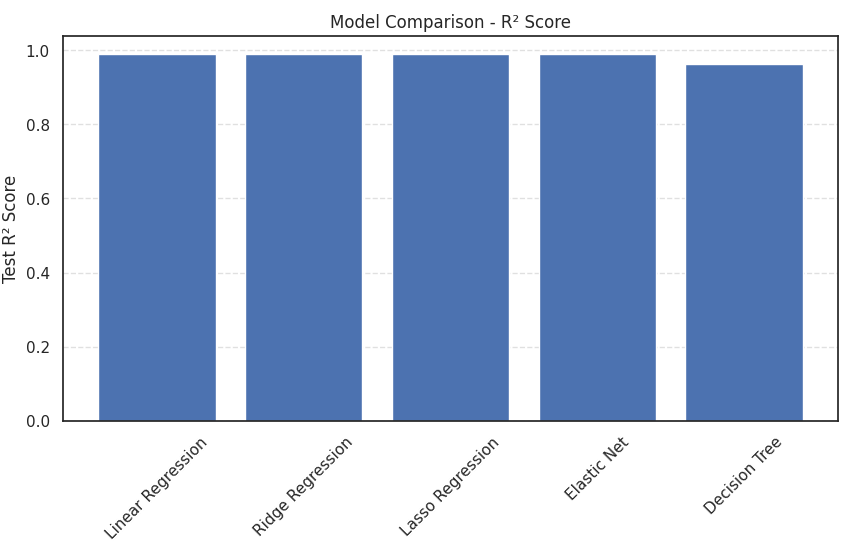 Model Comparison - R² Score
Test R² Score
1.0
0.8
0.6
0.4
0.2
0.0
Linear Regression
Ridge Regression
Lasso Regression
Elastic Net
Decision Tree